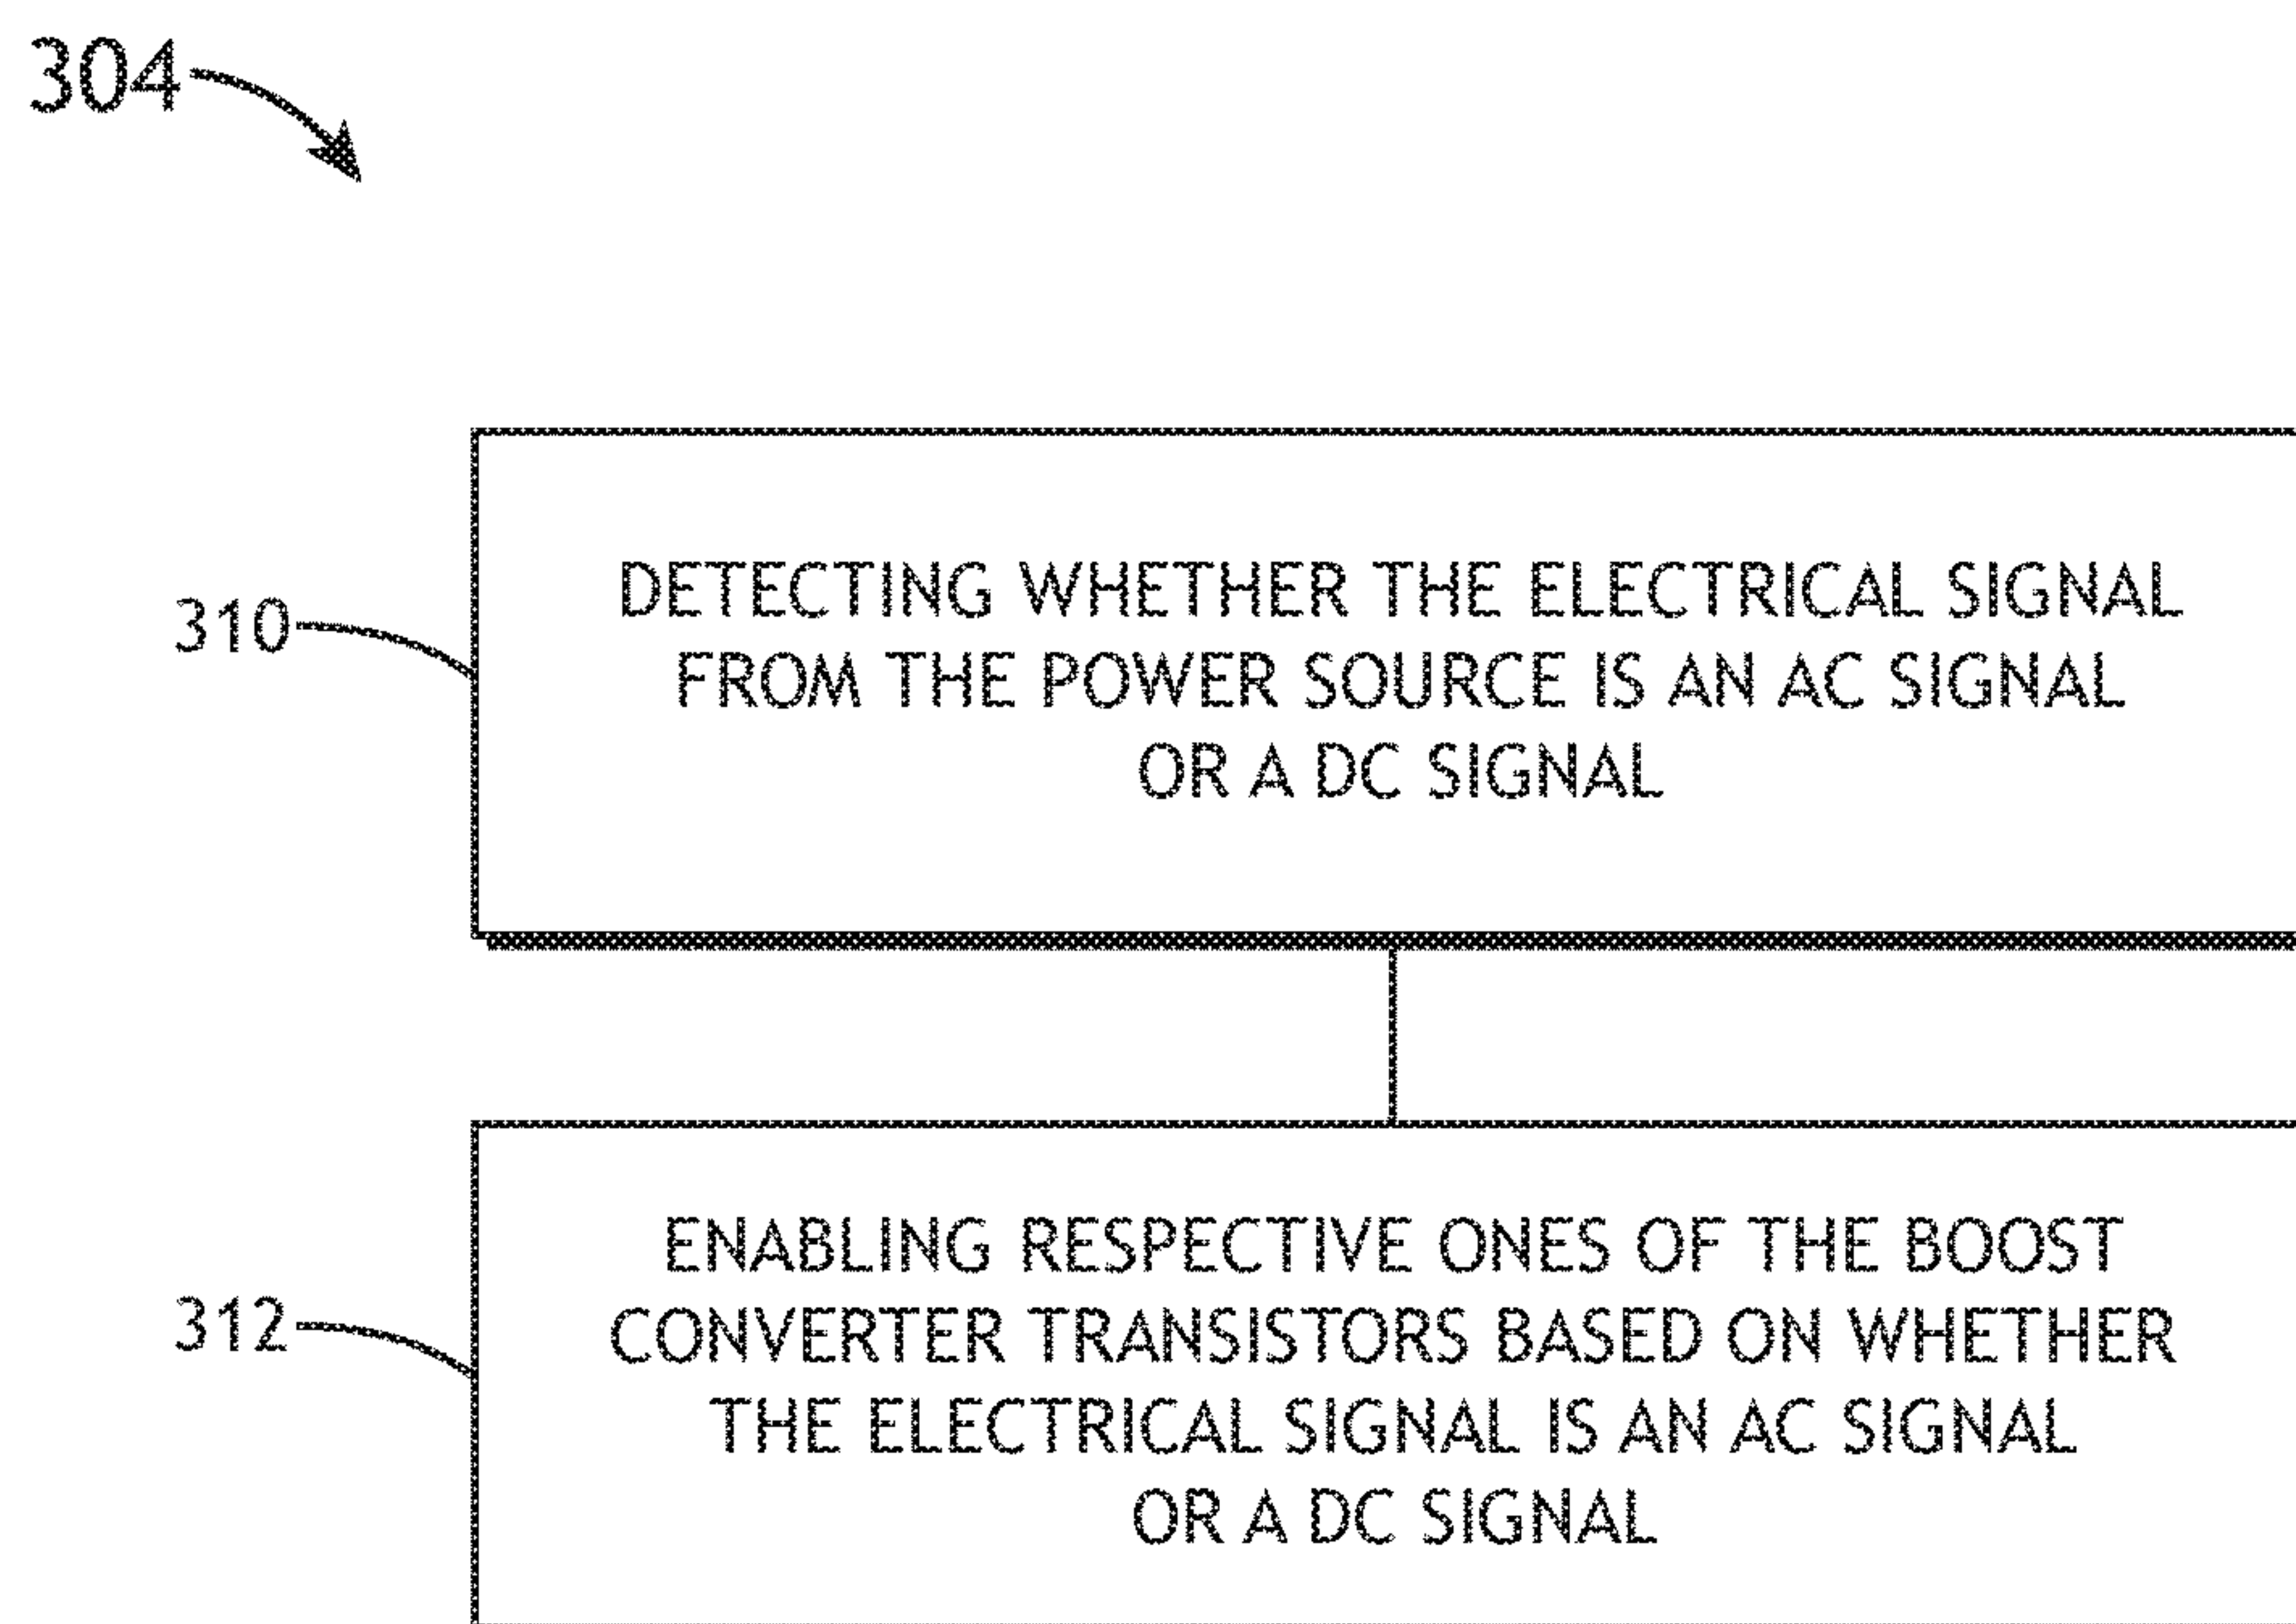 304
310
DETECTING WHETHER THE ELECTRICAL SIGNAL
FROM THE POWER SOURCE IS AN AC SIGNAL
OR A DC SIGNAL
312
ENABLING RESPECTIVE ONES OF THE BOOST
CONVERTER TRANSISTORS BASED ON WHETHER
THE ELECTRICAL SIGNAL IS AN AC SIGNAL
OR A DC SIGNAL